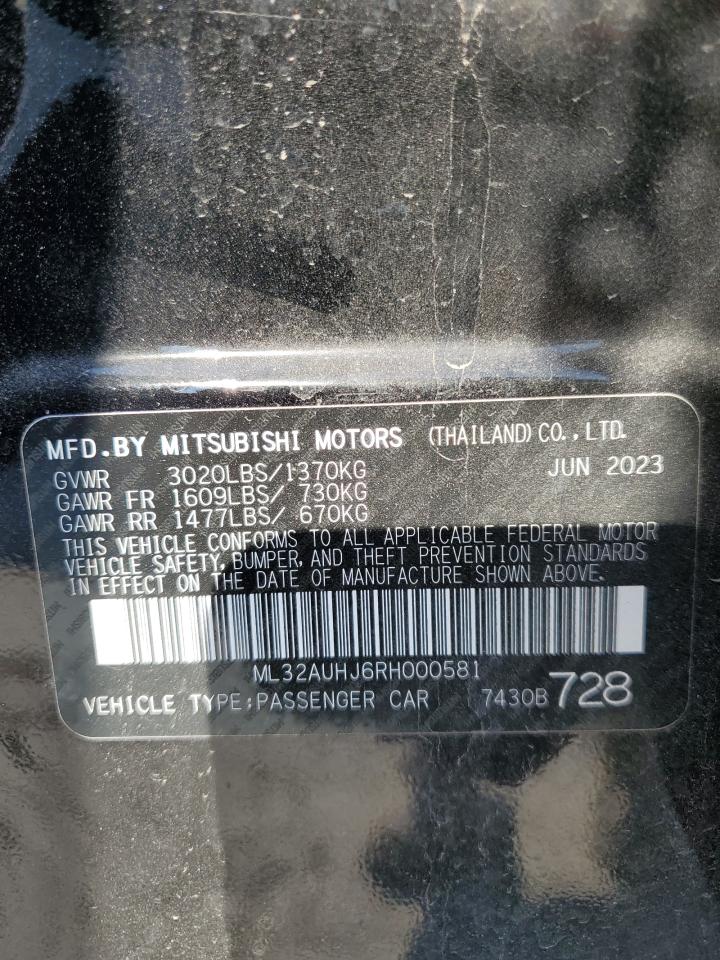 MFD.BY MITSUBISHI MOTORS (THAILAND) CO.,LTD.
GVWR 3020LBS/1370KG JUN 2023
GAWR FR 1609LBS/ 730KG
GAWR RR 1477LBS/ 670KG
THIS VEHICLE CONFORMS TO ALL APPLICABLE FEDERAL MOTOR
VEHICLE SAFETY, BUMPER, AND THEFT PREVENTION STANDARDS
IN EFFECT ON THE DATE OF MANUFACTURE SHOWN ABOVE.
ML32AUHJ6RH000581
VEHICLE TYPE:PASSENGER CAR 7430B 728